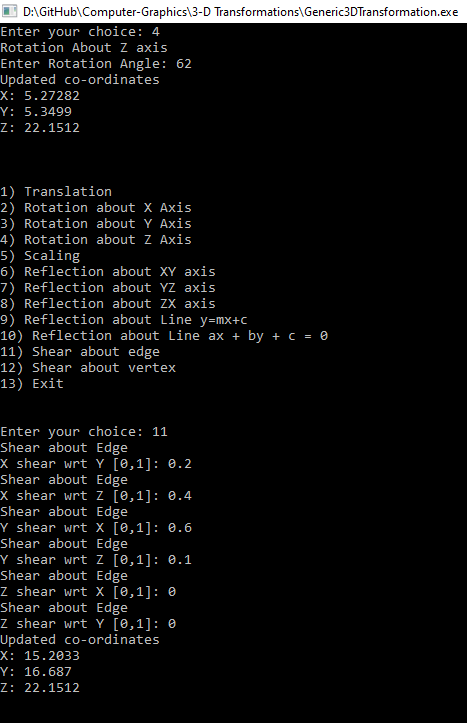 D:\GitHub\Computer-Graphics\3-D Transformations\Generic3DTransformation.exe
Enter your choice: 4
Rotation About Z axis
Enter Rotation Angle: 62
Updated co-ordinates
X: 5.27282
Y: 5.3499
Z: 22.1512
1) Translation
2) Rotation about X Axis
3) Rotation about Y Axis
4) Rotation about Z Axis
5) Scaling
6) Reflection about XY axis
7) Reflection about YZ axis
8) Reflection about ZX axis
9) Reflection about Line y=mx+c
10) Reflection about Line ax + by + c = 0
11) Shear about edge
12) Shear about vertex
13) Exit
Enter your choice: 11
Shear about Edge
X shear wrt Y [0,1]: 0.2
Shear about Edge
X shear wrt Z [0,1]: 0.4
Shear about Edge
Y shear wrt X [0,1]: 0.6
Shear about Edge
Y shear wrt Z [0,1]: 0.1
Shear about Edge
Z shear wrt X [0,1]: 0
Shear about Edge
Z shear wrt Y [0,1]: 0
Updated co-ordinates
X: 15.2033
Y: 16.687
Z: 22.1512